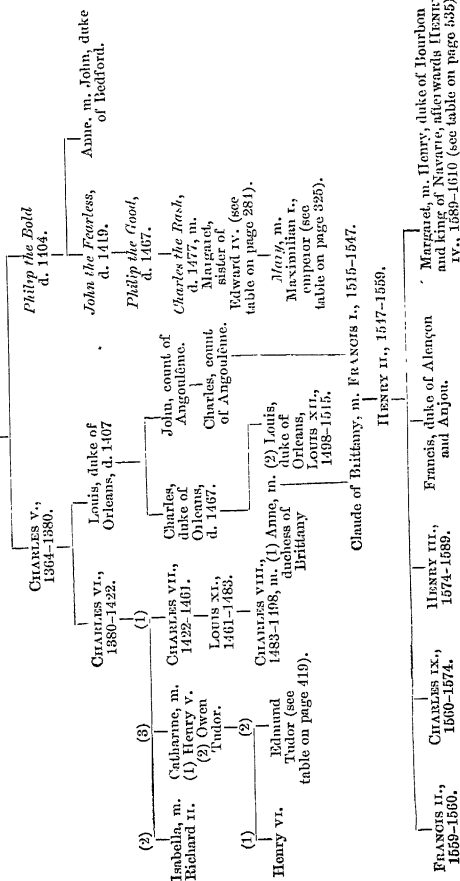 CHARLES V.,
1364–1380.
Philip the Bold
d. 1404.
CHARLES VI.,
1380–1422.
Louis, duke of
Orleans, d. 1407
John the Fearless,
d. 1419.
Anne, m. John, duke
of Bedford.
Philip the Good,
d. 1467.
(2)
(3)
(1)
Isabella, m.
Richard II.
Catharine, m.
(1) Henry V.
(2) Owen
Tudor.
CHARLES VII.,
1422–1461.
LOUIS XI.,
1461–1483.
Charles,
duke of
Orleans,
d. 1467.
John, count of
Angoulême.
Charles, count
of Angoulême.
Charles the Rash,
d. 1477, m.
Margaret,
sister of
Edward IV. (see
table on page 281).
(1)
(2)
Henry VI.
Edmund
Tudor (see
table on page 419).
CHARLES VIII.,
1483–1498, m. (1) Anne, m. (2) Louis,
duchess of
Brittany
duke of
Orleans,
LOUIS XII.,
1498–1515.
Mary, m.
Maximilian I.,
emperor (see
table on page 325).
Claude of Brittany, m. FRANCIS I., 1515–1547.
HENRY II., 1547–1559.
FRANCIS II.,
1559–1560.
CHARLES IX.,
1560–1574.
HENRY III.,
1574–1589.
Francis, duke of Alençon
and Anjou.
Margaret, m. Henry, duke of Bourbon
and king of Navarre, afterwards HENRY
IV., 1589–1610 (see table on page 535)